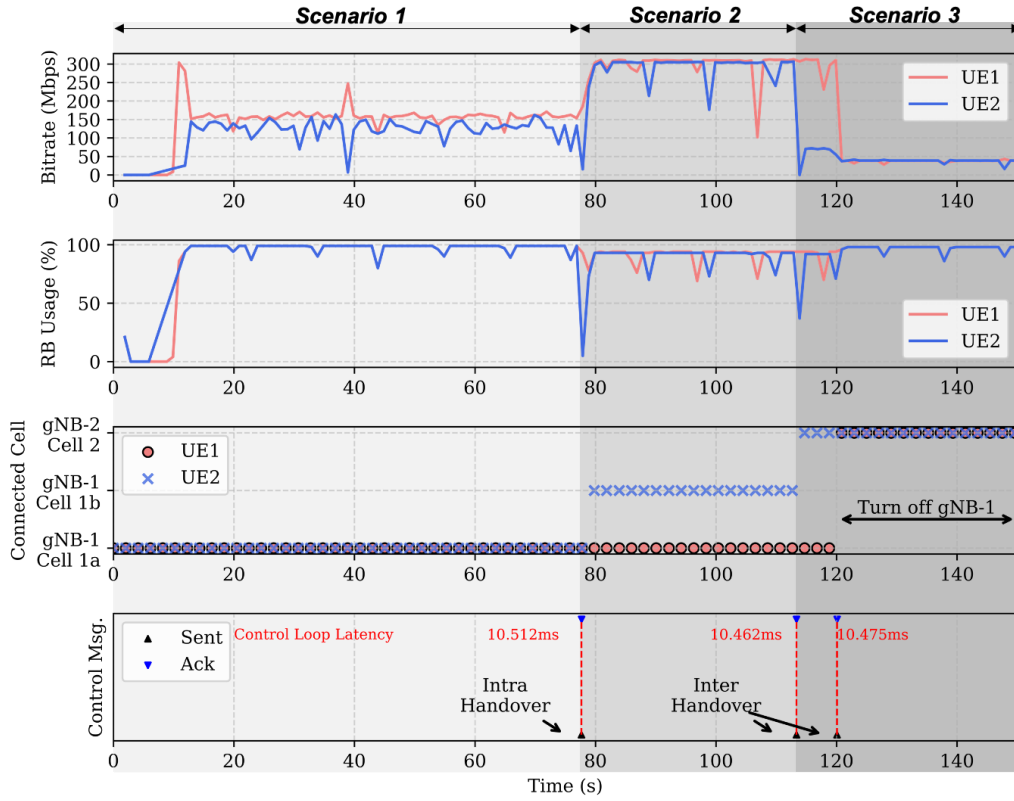 Scenario 1 Scenario 2 Scenario 3
Bitrate (Mbps)
300
250
200
150
100
50
0
UE1
UE2
20 40 60 80 100 120 140
RB Usage (%)
100
50
0
UE1
UE2
0 20 40 60 80 100 120 140
Connected Cell
gNB-2
Cell 2
gNB-1
Cell 1b
gNB-1
Cell 1a
UE1
UE2
Turn off gNB-1
0 20 40 60 80 100 120 140
Control Msg.
Sent
Ack
Control Loop Latency 10.512ms 10.462ms 10.475ms
Intra
Handover
Inter
Handover
0 20 40 60 80 100 120 140
Time (s)